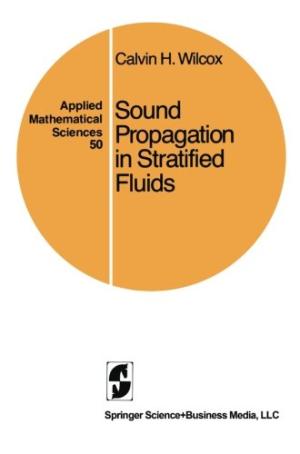 Calvin H. Wilcox
Applied
Mathematical
Sciences
50
Sound
Propagation
in Stratified
Fluids
Springer Science+Business Media, LLC